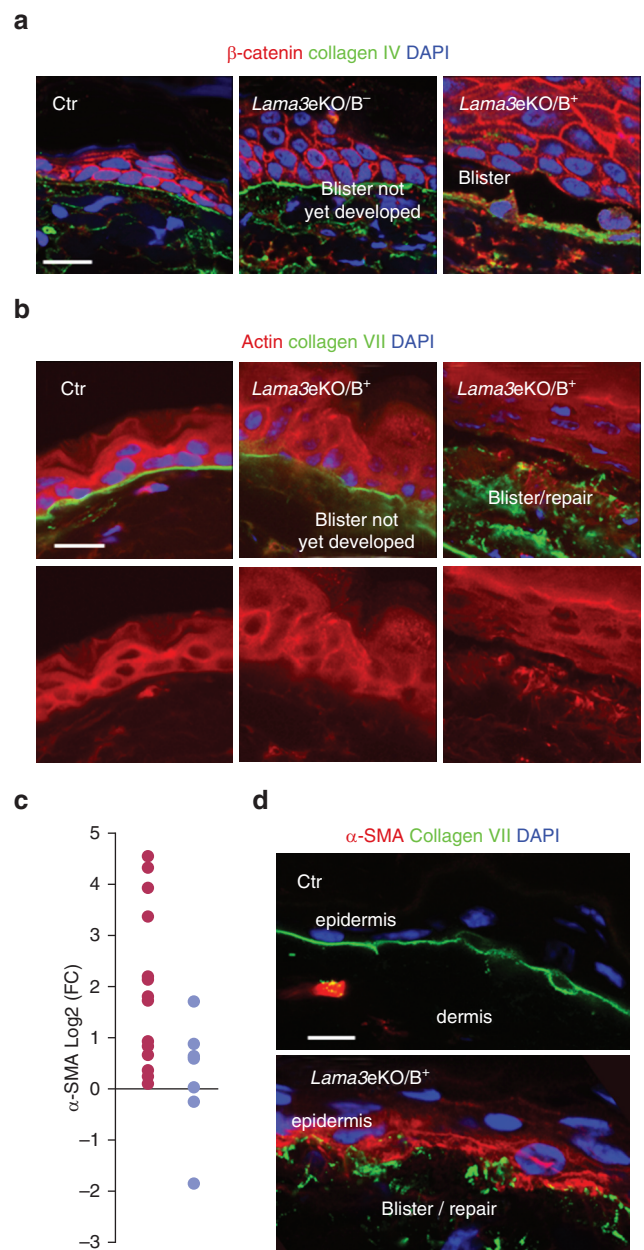 a
β-catenin collagen IV DAPI
Ctr
Lama3eKO/B⁻
Blister not
yet developed
Lama3eKO/B⁺
Blister
b
Actin collagen VII DAPI
Ctr
Lama3eKO/B⁺
Blister not
yet developed
Lama3eKO/B⁺
Blister/repair
c
α-SMA Log2 (FC)
5
4
3
2
1
0
−1
−2
−3
d
α-SMA Collagen VII DAPI
Ctr
epidermis
dermis
Lama3eKO/B⁺
epidermis
Blister / repair